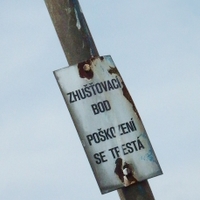 ZHUŠŤOVACÍ
BOD
POŠKOZENÍ
SE TRESTÁ